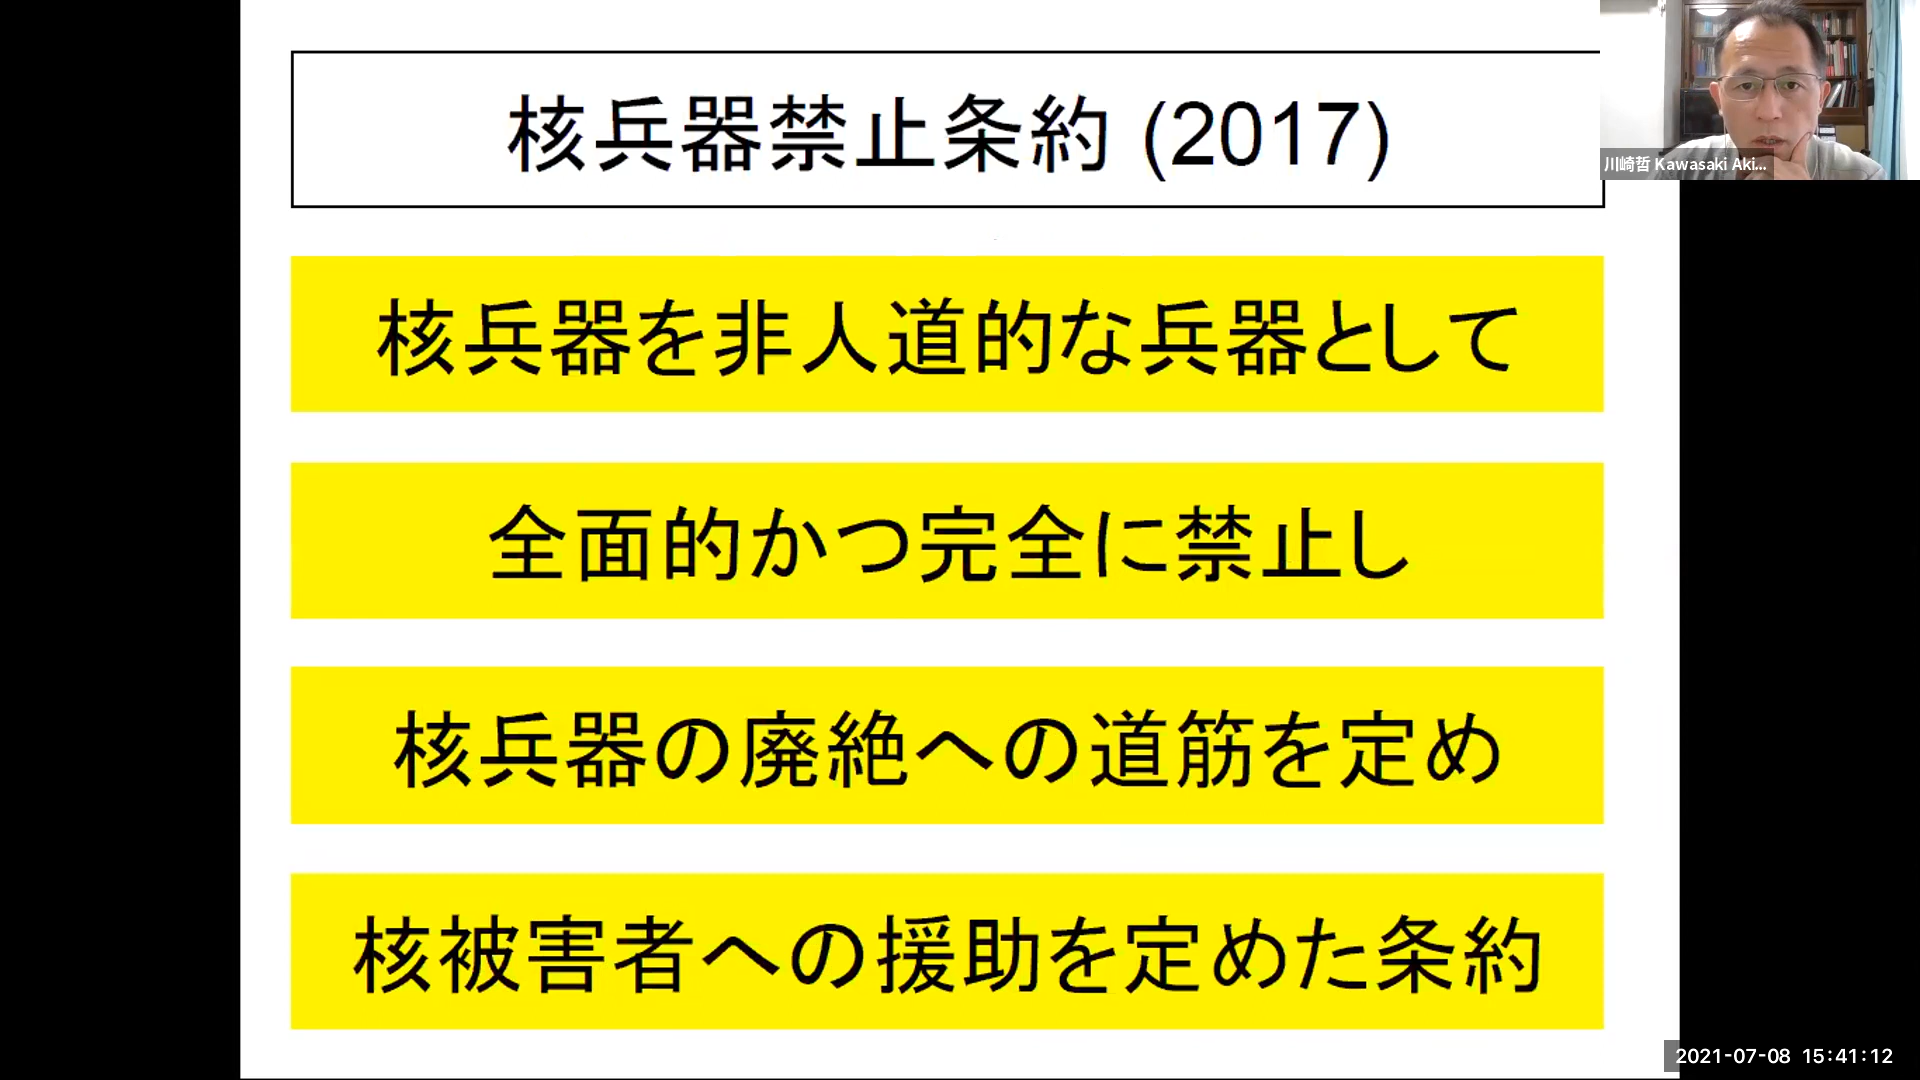 核兵器禁止条約 (2017)
川崎哲 Kawasaki Aki...
核兵器を非人道的な兵器として
全面的かつ完全に禁止し
核兵器の廃絶への道筋を定め
核被害者への援助を定めた条約
2021-07-08 15:41:12